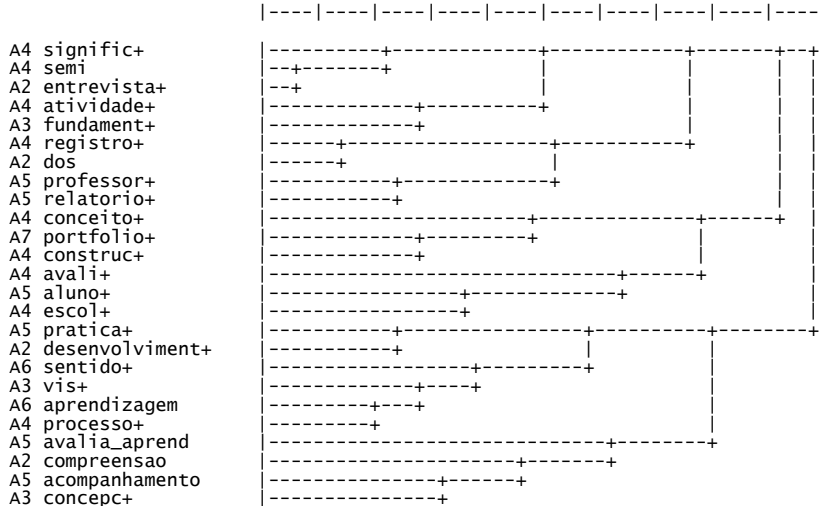 |----|----|----|----|----|----|----|----|----|----
A4 signific+ |----------+-------------+------------+-------+--+
A4 semi |--+-------+ | | | |
A2 entrevista+ |--+ | | | |
A4 atividade+ |-------------+----------+ | | |
A3 fundament+ |-------------+ | | |
A4 registro+ |------+------------------+-----------+ | |
A2 dos |------+ | | |
A5 professor+ |-----------+-------------+ | |
A5 relatorio+ |-----------+ | |
A4 conceito+ |-----------------------+--------------+------+ |
A7 portfolio+ |-------------+---------+ | |
A4 construc+ |-------------+ | |
A4 avali+ |-------------------------------+------+ |
A5 aluno+ |-----------------+-------------+ |
A4 escol+ |-----------------+ |
A5 pratica+ |-----------+----------------+----------+--------+
A2 desenvolviment+ |-----------+ | |
A6 sentido+ |------------------+---------+ |
A3 vis+ |-------------+----+ |
A6 aprendizagem |---------+---+ |
A4 processo+ |---------+ |
A5 avalia_aprend |------------------------------+--------+
A2 compreensao |----------------------+-------+
A5 acompanhamento |---------------+------+
A3 concepc+ |---------------+